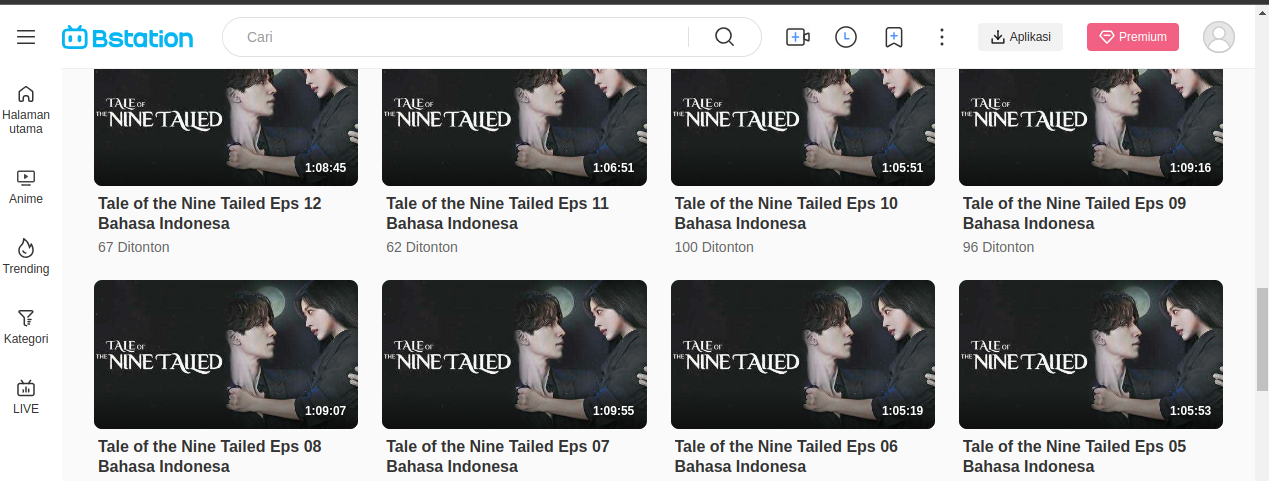 Bstation
Cari
Aplikasi
Premium
Halaman
utama
Anime
Trending
Kategori
LIVE
TALE OF
THE NINE TAILED
1:08:45
TALE OF
THE NINE TAILED
1:06:51
TALE OF
THE NINE TAILED
1:05:51
TALE OF
THE NINE TAILED
1:09:16
Tale of the Nine Tailed Eps 12
Bahasa Indonesa
67 Ditonton
Tale of the Nine Tailed Eps 11
Bahasa Indonesa
62 Ditonton
Tale of the Nine Tailed Eps 10
Bahasa Indonesa
100 Ditonton
Tale of the Nine Tailed Eps 09
Bahasa Indonesa
96 Ditonton
TALE OF
THE NINE TAILED
1:09:07
TALE OF
THE NINE TAILED
1:09:55
TALE OF
THE NINE TAILED
1:05:19
TALE OF
THE NINE TAILED
1:05:53
Tale of the Nine Tailed Eps 08
Bahasa Indonesa
Tale of the Nine Tailed Eps 07
Bahasa Indonesa
Tale of the Nine Tailed Eps 06
Bahasa Indonesa
Tale of the Nine Tailed Eps 05
Bahasa Indonesa